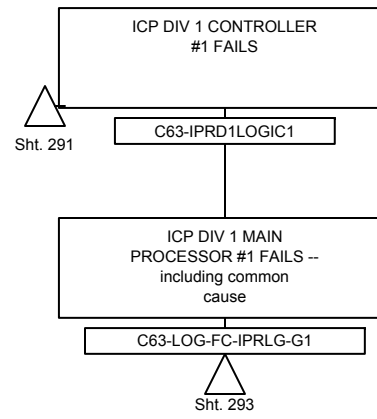 ICP DIV 1 CONTROLLER
#1 FAILS
Sht. 291
C63-IPRD1LOGIC1
ICP DIV 1 MAIN
PROCESSOR #1 FAILS --
including common
cause
C63-LOG-FC-IPRLG-G1
Sht. 293